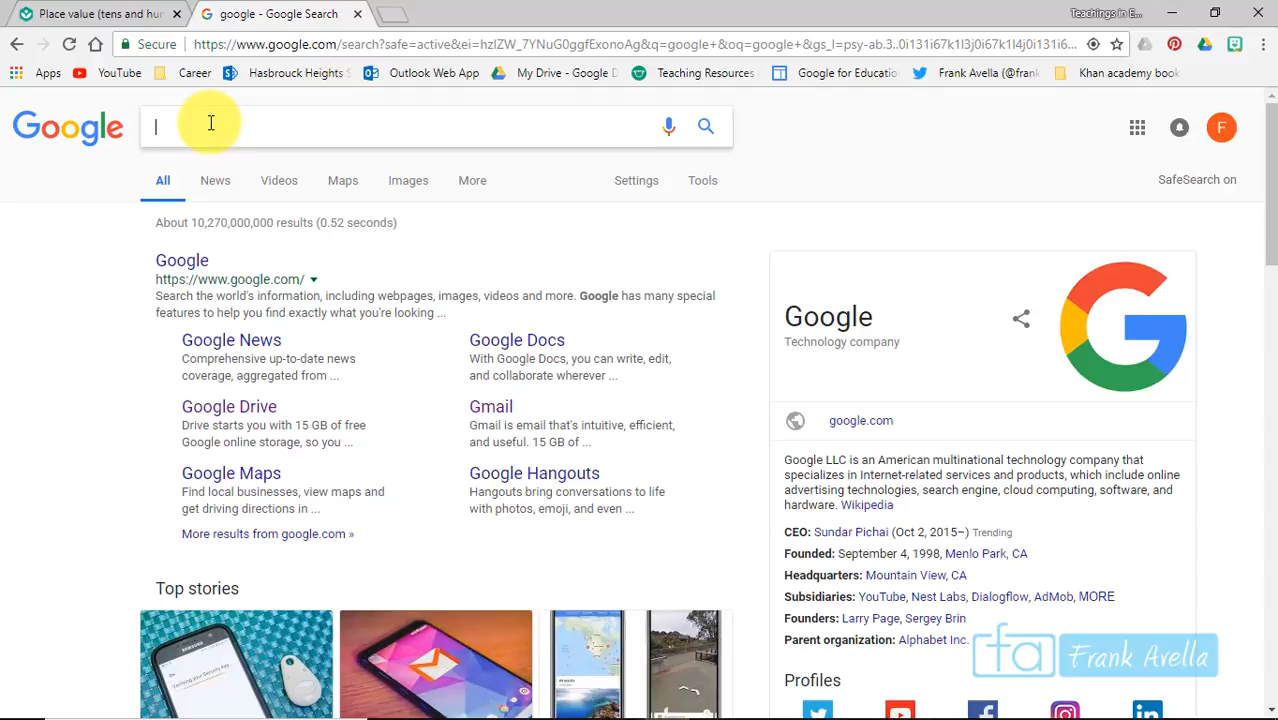 Place value (tens and hun
google - Google Search
Teachings in E...
Secure
https://www.google.com/search?safe=active&ei=hzIZW_7YNuG0ggfExonoAg&q=google+&oq=google+&gs_l=psy-ab.3..0i131i67k1l3j0i67k1l4j0i131i6...
Apps
YouTube
Career
Hasbrouck Heights S
Outlook Web App
My Drive - Google D
Teaching Resources
Google for Educatio
Frank Avella (@frank
Khan academy book
Google
F
All
News
Videos
Maps
Images
More
Settings
Tools
SafeSearch on
About 10,270,000,000 results (0.52 seconds)
Google
https://www.google.com/
Search the world's information, including webpages, images, videos and more. Google has many special
features to help you find exactly what you're looking ...
Google News
Comprehensive up-to-date news
coverage, aggregated from ...
Google Docs
With Google Docs, you can write, edit,
and collaborate wherever ...
Google Drive
Drive starts you with 15 GB of free
Google online storage, so you ...
Gmail
Gmail is email that's intuitive, efficient,
and useful. 15 GB of ...
Google Maps
Find local businesses, view maps and
get driving directions in ...
Google Hangouts
Hangouts bring conversations to life
with photos, emoji, and even ...
More results from google.com »
Top stories
SAMSUNG
Google
Technology company
google.com
Google LLC is an American multinational technology company that
specializes in Internet-related services and products, which include online
advertising technologies, search engine, cloud computing, software, and
hardware. Wikipedia
CEO: Sundar Pichai (Oct 2, 2015–) Trending
Founded: September 4, 1998, Menlo Park, CA
Headquarters: Mountain View, CA
Subsidiaries: YouTube, Nest Labs, Dialogflow, AdMob, MORE
Founders: Larry Page, Sergey Brin
Parent organization: Alphabet Inc.
Profiles
fa Frank Avella